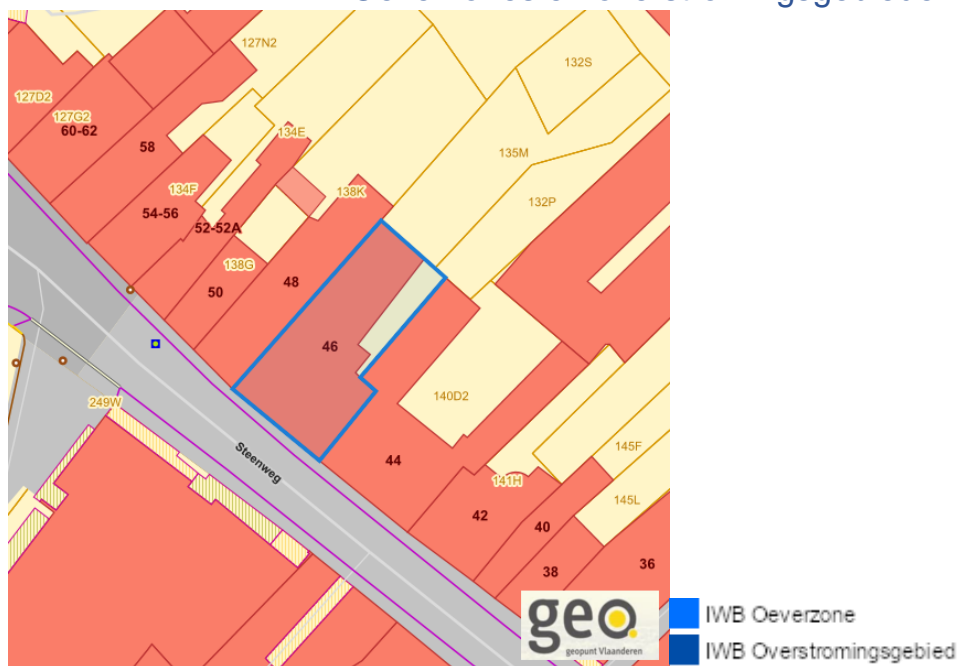 127N2
132S
127D2
127G2
60-62
134E
58
135M
134F
138K
132P
54-56
52-52A
138G
50
48
46
249W
140D2
Steenweg
44
145F
141H
145L
42
40
38
36
geo.
geopunt Vlaanderen
IWB Oeverzone
IWB Overstromingsgebied